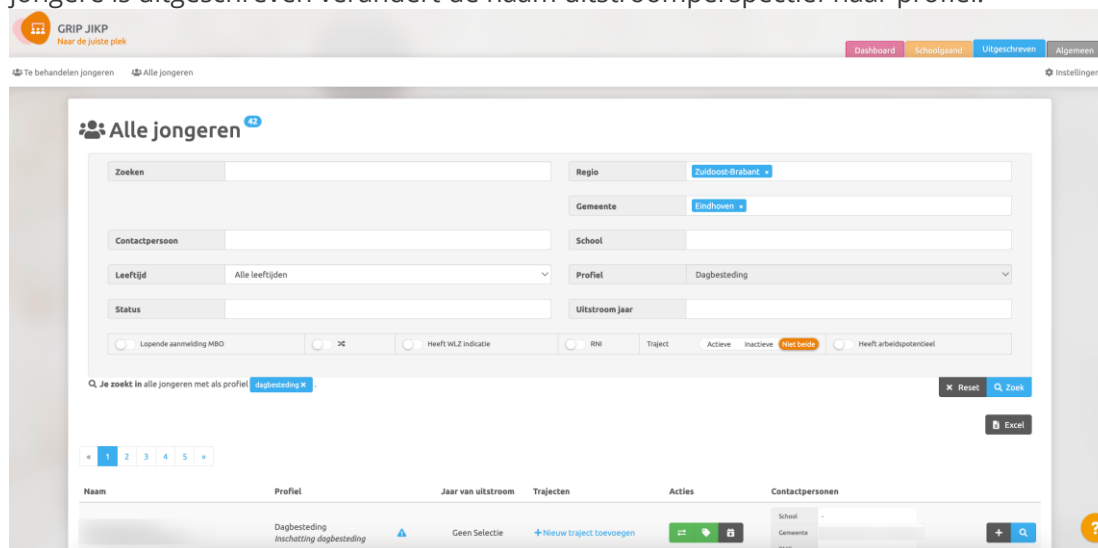 jongere is uitgeschreven verandert de naam uitstroomperspectief naar profiel.
GRIP JIKP
Naar de juiste plek
Dashboard Schoolgaand Uitgeschreven Algemeen
Te behandelen jongeren Alle jongeren Instellingen
Alle jongeren 42
Zoeken Regio Zuidoost-Brabant ×
Gemeente Eindhoven ×
Contactpersoon School
Leeftijd Alle leeftijden Profiel Dagbesteding
Status Uitstroom jaar
Lopende aanmelding MBO Heeft WLZ indicatie RNI Traject Actieve Inactieve Niet beide Heeft arbeidspotentieel
Je zoekt in alle jongeren met als profiel dagbesteding × .
× Reset Zoek
Excel
« 1 2 3 4 5 »
Naam Profiel Jaar van uitstroom Trajecten Acties Contactpersonen
School -
Dagbesteding Geen Selectie + Nieuw traject toevoegen Gemeente + ?
Inschatting dagbesteding